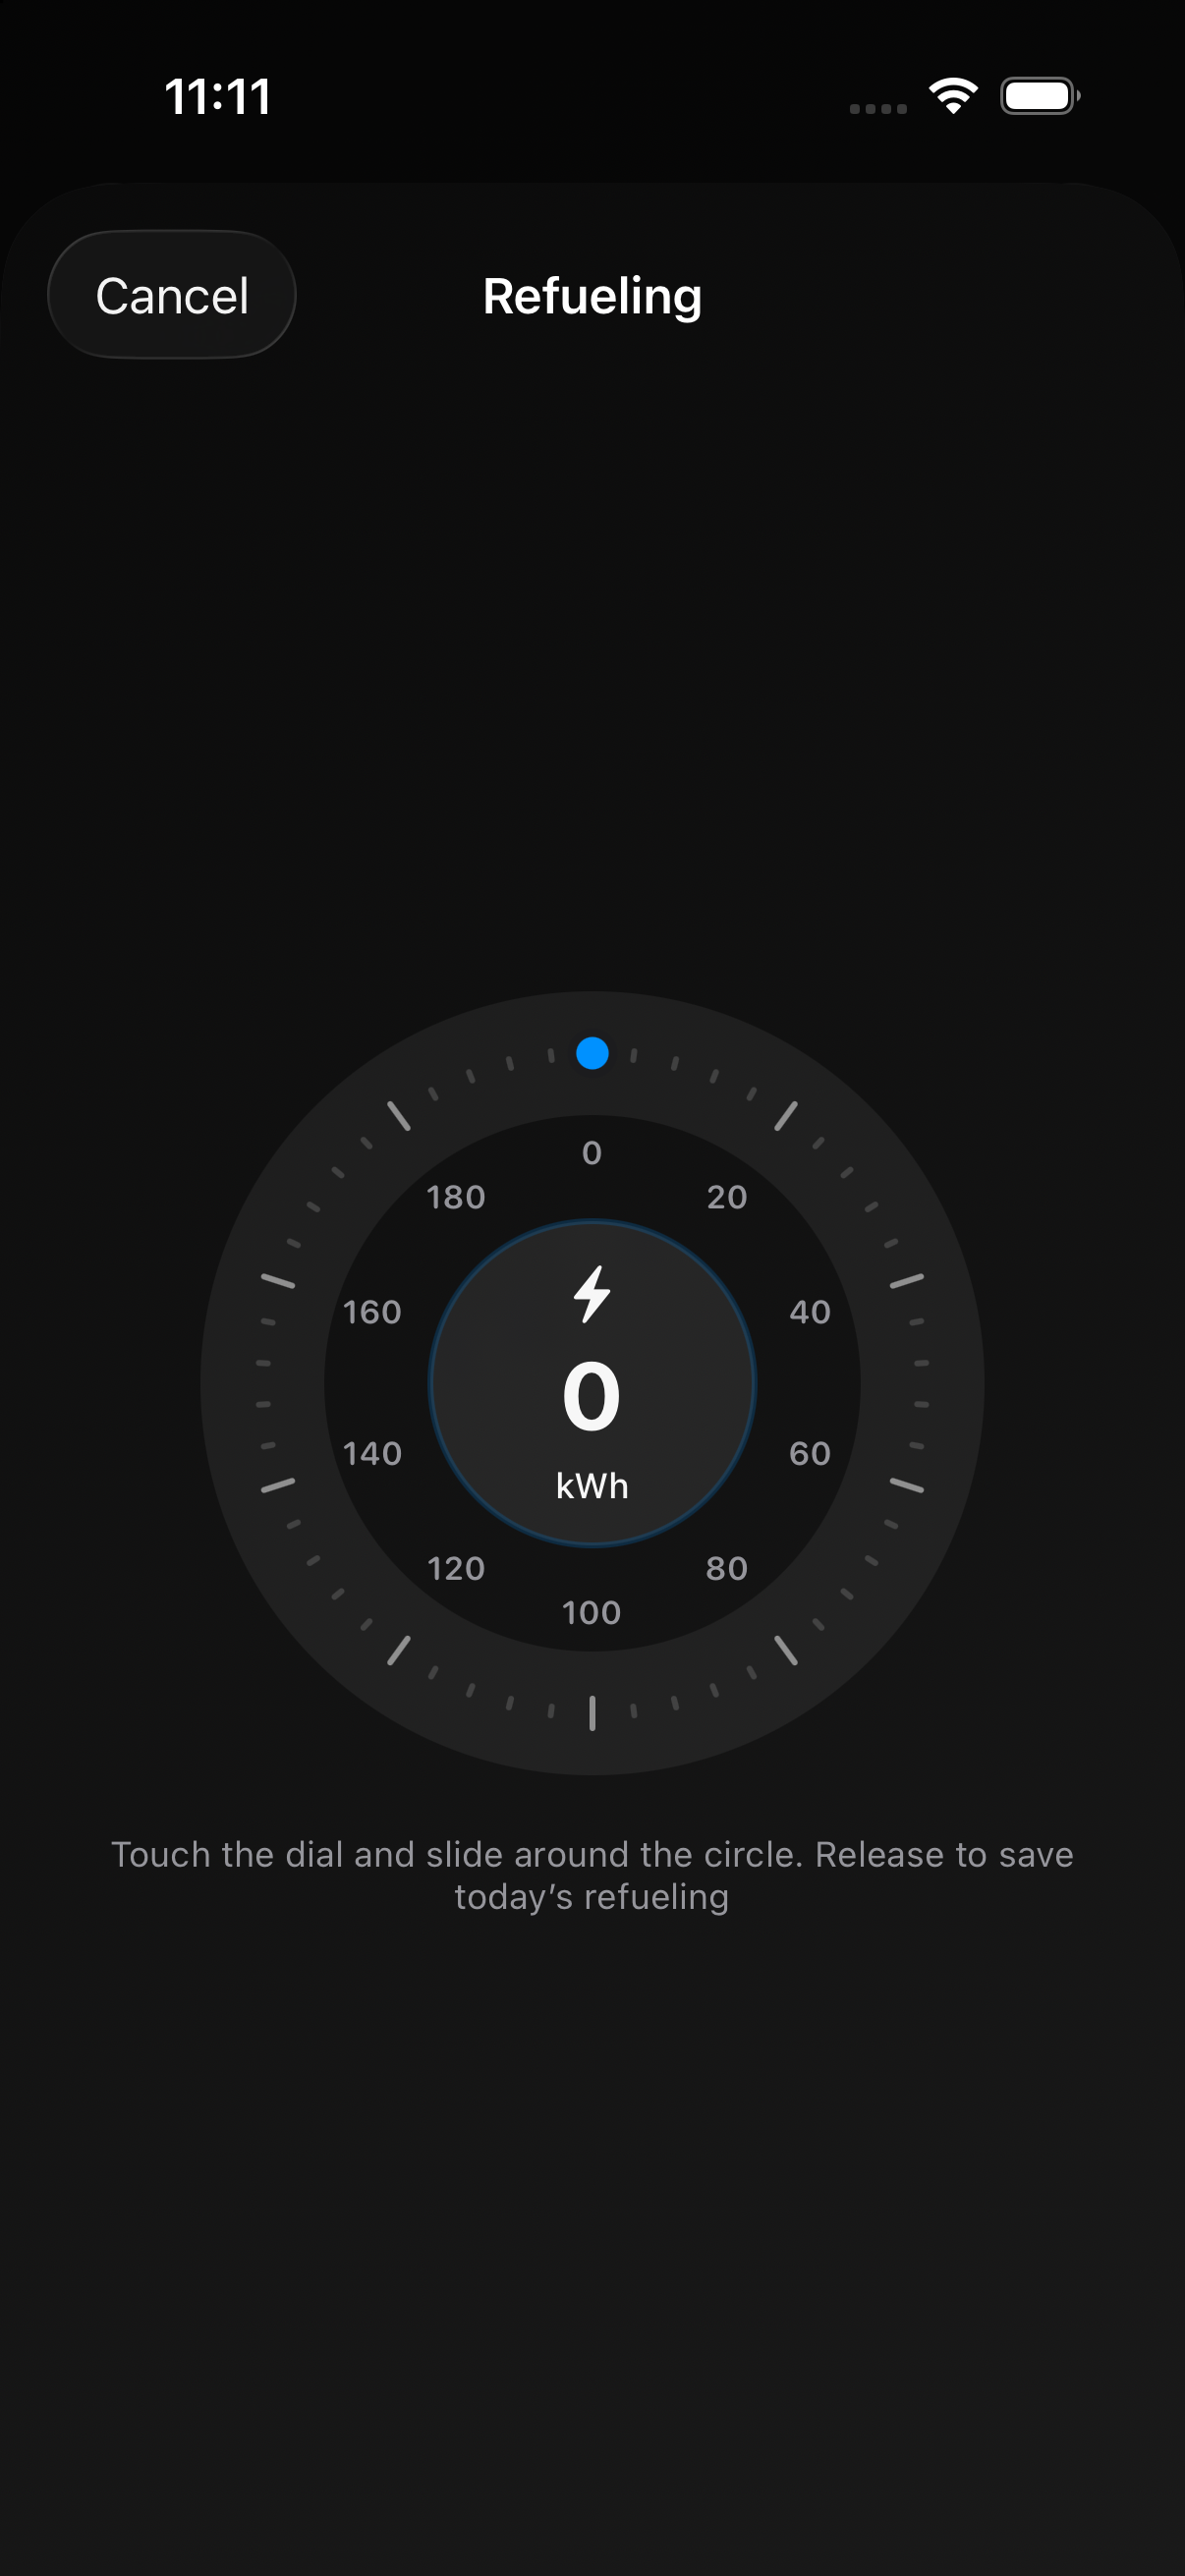 11:11
Cancel
Refueling
0
180
20
160
40
0
140
60
kWh
120
80
100
Touch the dial and slide around the circle. Release to save
today’s refueling